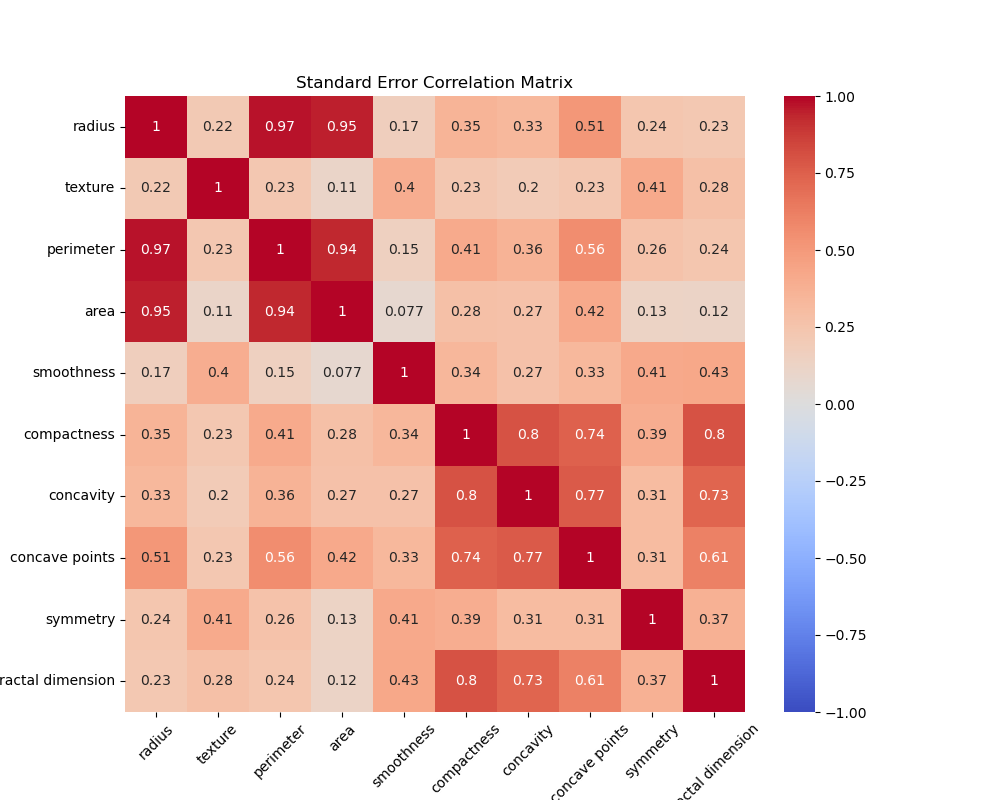 Standard Error Correlation Matrix
radius 1 0.22 0.97 0.95 0.17 0.35 0.33 0.51 0.24 0.23
texture 0.22 1 0.23 0.11 0.4 0.23 0.2 0.23 0.41 0.28
perimeter 0.97 0.23 1 0.94 0.15 0.41 0.36 0.56 0.26 0.24
area 0.95 0.11 0.94 1 0.077 0.28 0.27 0.42 0.13 0.12
smoothness 0.17 0.4 0.15 0.077 1 0.34 0.27 0.33 0.41 0.43
compactness 0.35 0.23 0.41 0.28 0.34 1 0.8 0.74 0.39 0.8
concavity 0.33 0.2 0.36 0.27 0.27 0.8 1 0.77 0.31 0.73
concave points 0.51 0.23 0.56 0.42 0.33 0.74 0.77 1 0.31 0.61
symmetry 0.24 0.41 0.26 0.13 0.41 0.39 0.31 0.31 1 0.37
ractal dimension 0.23 0.28 0.24 0.12 0.43 0.8 0.73 0.61 0.37 1
radius texture perimeter area smoothness compactness concavity concave points symmetry ectal dimension
1.00
0.75
0.50
0.25
0.00
−0.25
−0.50
−0.75
−1.00